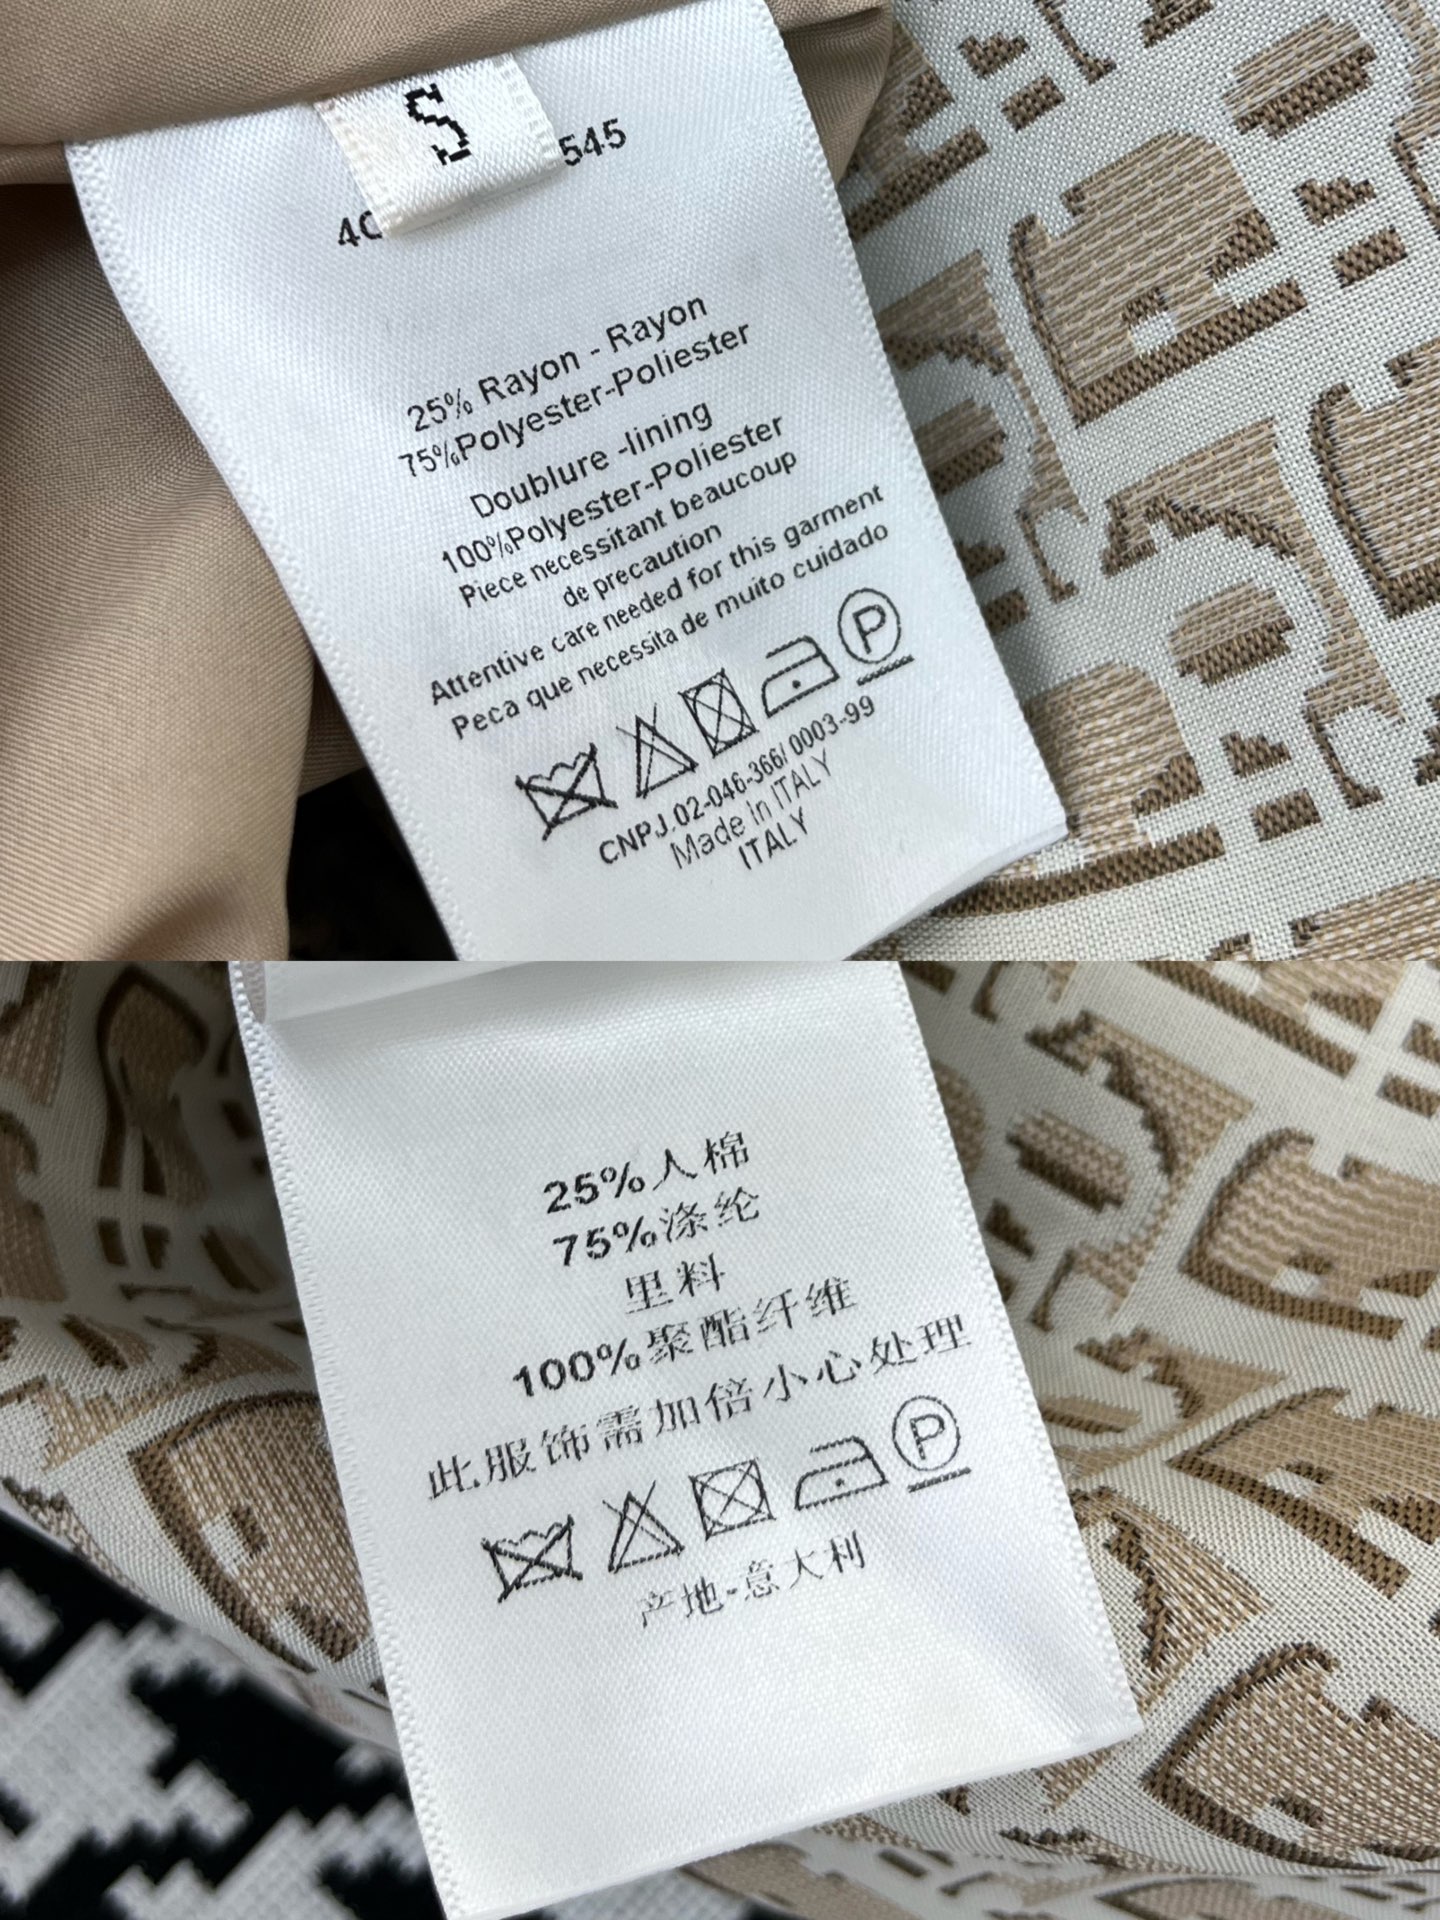 S
545
25% Rayon - Rayon
75%Polyester-Poliester
Doublure -lining
100%Polyester-Poliester
Piece necessitant beaucoup
de precaution
Attentive care needed for this garment
Peca que necessita de muito cuidado
P
CNPJ.02-046-366/0003-99
Made in ITALY
ITALY
25%人棉
75%涤纶
里料
100%聚酯纤维
此服饰需加倍小心处理
P
产地-意大利